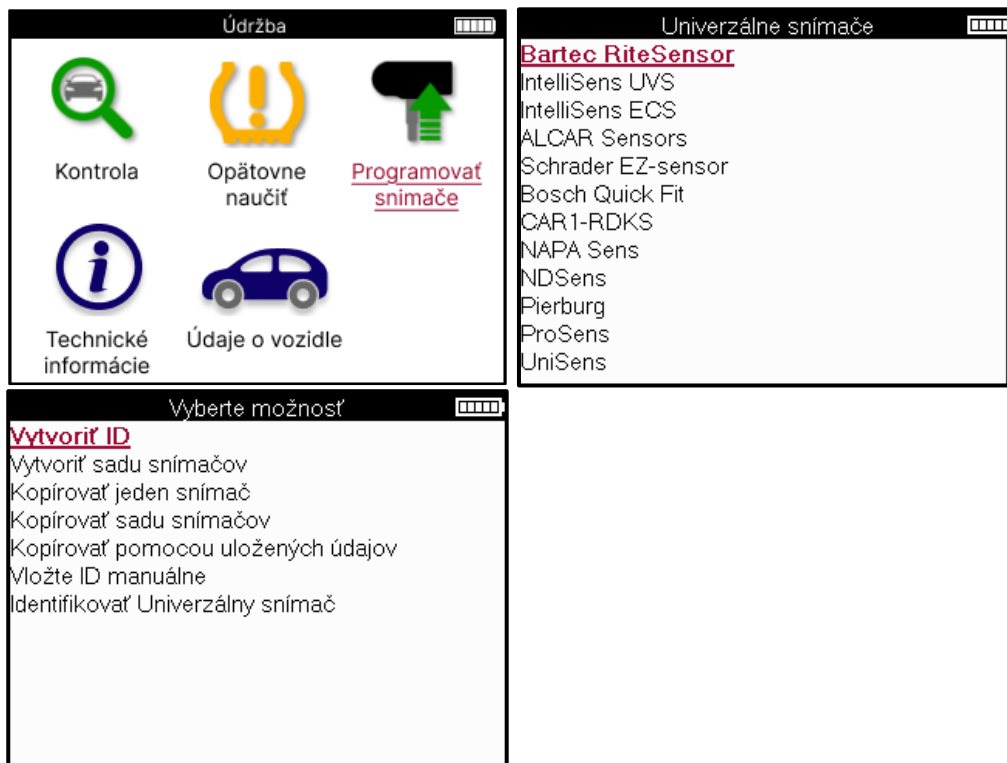 Údržba
Kontrola
Opätovne
naučiť
Programovať
snimače
Technické
informácie
Údaje o vozidle
Univerzálne snímače
Bartec RiteSensor
IntelliSens UVS
IntelliSens ECS
ALCAR Sensors
Schrader EZ-sensor
Bosch Quick Fit
CAR1-RDKS
NAPA Sens
NDSens
Pierburg
ProSens
UniSens
Vyberte možnosť
Vytvoriť ID
Vytvoriť sadu snímačov
Kopírovať jeden snímač
Kopírovať sadu snímačov
Kopírovať pomocou uložených údajov
Vložte ID manuálne
Identifikovať Univerzálny snímač